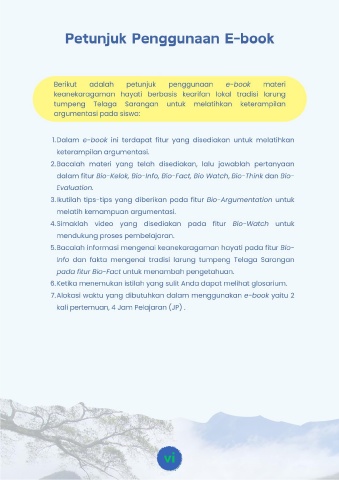 Petunjuk Penggunaan E-book
Berikut adalah petunjuk penggunaan e-book materi
keanekaragaman hayati berbasis kearifan lokal tradisi larung
tumpeng Telaga Sarangan untuk melatihkan keterampilan
argumentasi pada siswa:
1.Dalam e-book ini terdapat fitur yang disediakan untuk melatihkan
keterampilan argumentasi.
2.Bacalah materi yang telah disediakan, lalu jawablah pertanyaan
dalam fitur Bio-Kelok, Bio-Info, Bio-Fact, Bio Watch, Bio-Think dan Bio-
Evaluation.
3.Ikutilah tips-tips yang diberikan pada fitur Bio-Argumentation untuk
melatih kemampuan argumentasi.
4.Simaklah video yang disediakan pada fitur Bio-Watch untuk
mendukung proses pembelajaran.
5.Bacalah informasi mengenai keanekaragaman hayati pada fitur Bio-
Info dan fakta mengenai tradisi larung tumpeng Telaga Sarangan
pada fitur Bio-Fact untuk menambah pengetahuan.
6.Ketika menemukan istilah yang sulit Anda dapat melihat glosarium.
7.Alokasi waktu yang dibutuhkan dalam menggunakan e-book yaitu 2
kali pertemuan, 4 Jam Pelajaran (JP) .
vi